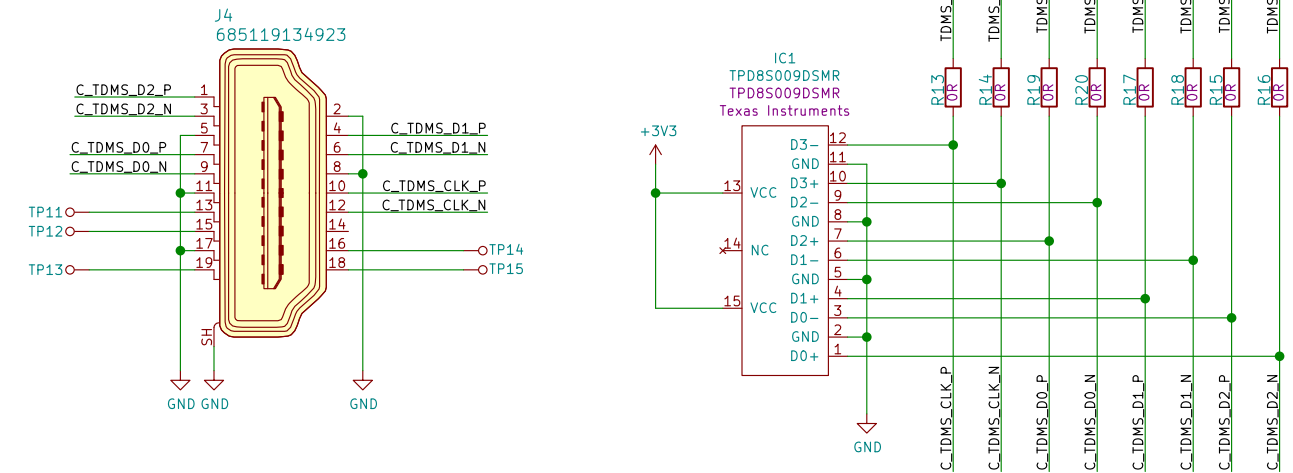 J4
685119134923
C_TDMS_D2_P
1
C_TDMS_D2_N
3
2
5
4
C_TDMS_D1_P
C_TDMS_D0_P
7
6
C_TDMS_D1_N
C_TDMS_D0_N
9
8
11
10
C_TDMS_CLK_P
TP11
13
12
C_TDMS_CLK_N
TP12
15
14
17
16
TP14
TP13
19
18
TP15
SH
GND
GND
GND
IC1
TPD8S009DSMR
TPD8S009DSMR
Texas Instruments
+3V3
13
VCC
14
NC
15
VCC
D3-
12
GND
11
D3+
10
D2-
9
GND
8
D2+
7
D1-
6
GND
5
D1+
4
D0-
3
GND
2
D0+
1
GND
TDMS_
TDMS_
TDMS
TDMS
TDMS
TDMS
TDMS
TDMS
R13
0R
R14
0R
R19
0R
R20
0R
R17
0R
R18
0R
R15
0R
R16
0R
C_TDMS_CLK_P
C_TDMS_CLK_N
C_TDMS_D0_P
C_TDMS_D0_N
C_TDMS_D1_P
C_TDMS_D1_N
C_TDMS_D2_P
C_TDMS_D2_N